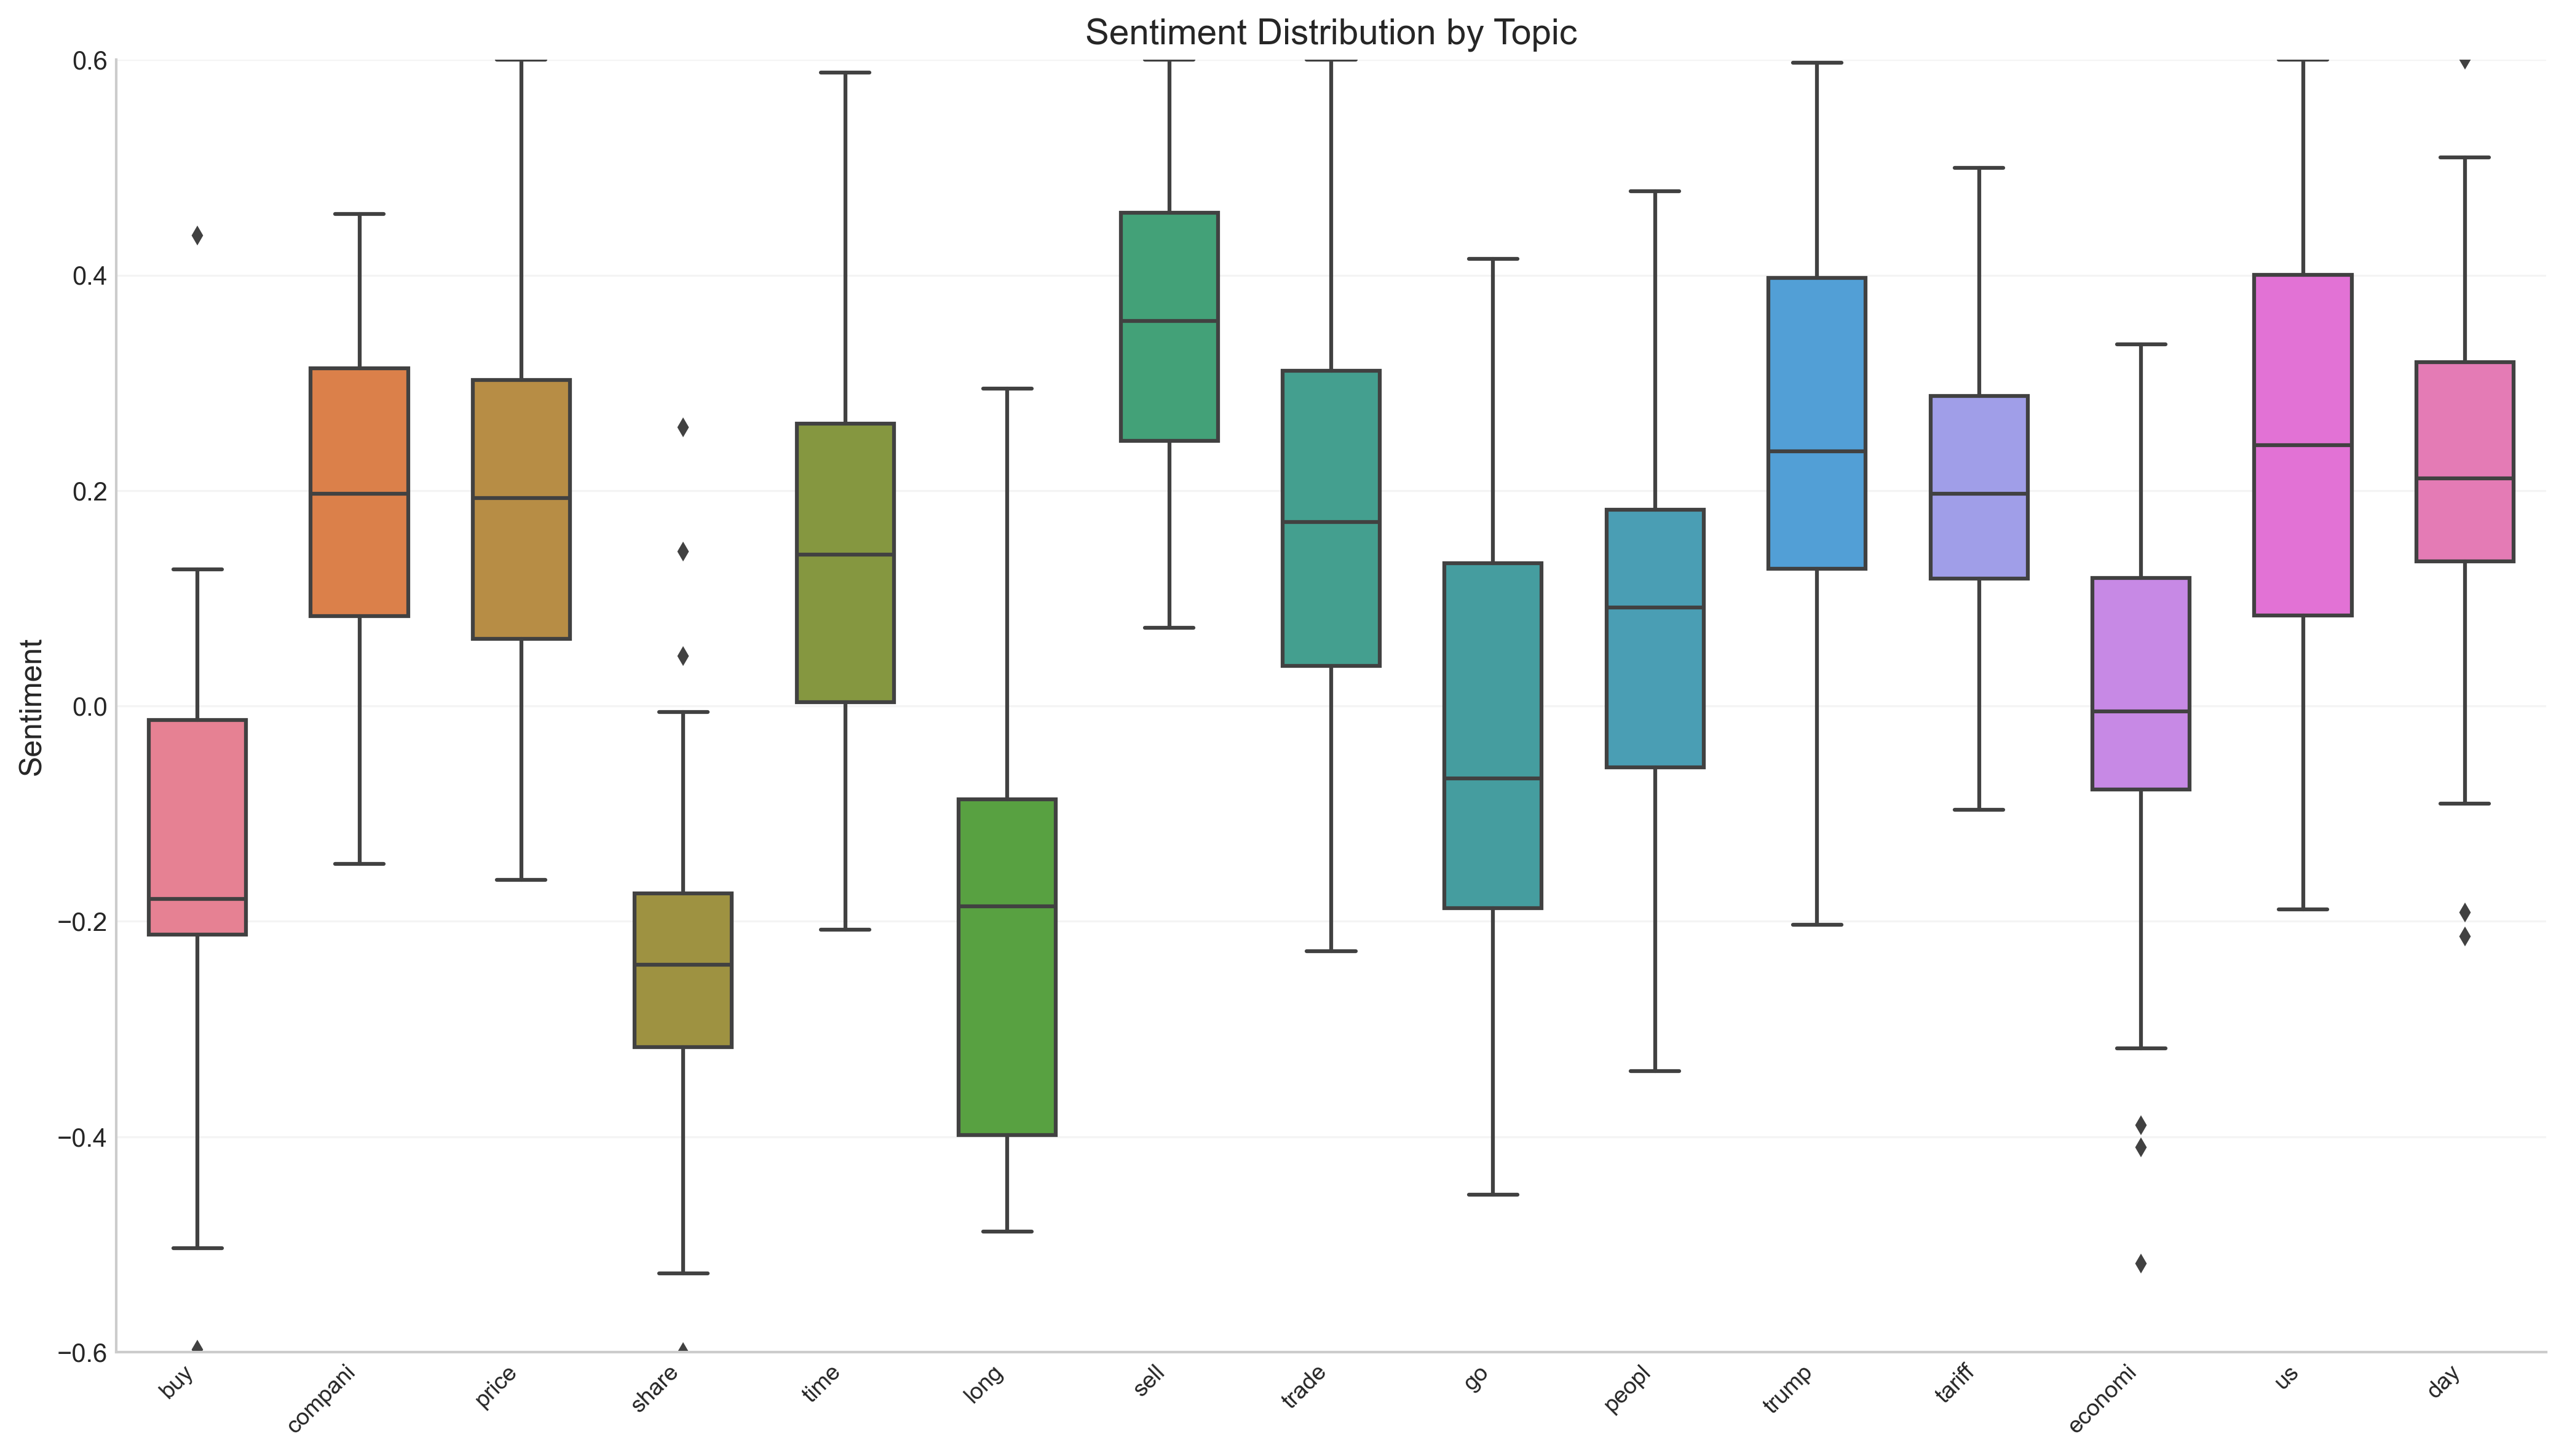 Sentiment Distribution by Topic
Sentiment
0.6
0.4
0.2
0.0
−0.2
−0.4
−0.6
buy
compani
price
share
time
long
sell
trade
go
peopl
trump
tariff
economi
us
day